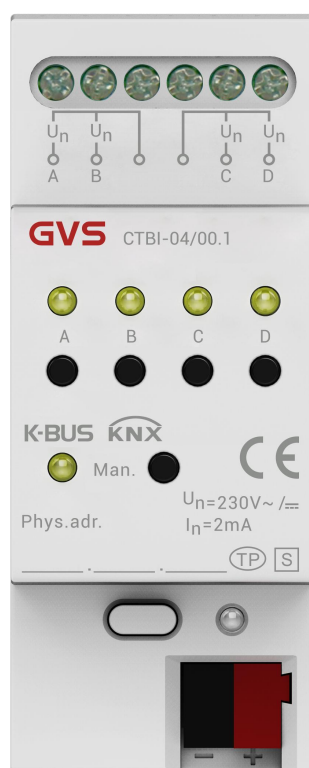 Un Un Un Un
A B C D
GVS CTBI-04/00.1
A B C D
K-BUS KNX
Man. CE
Un=230V~/⎓
Phys.adr. In=2mA
TP S
- +